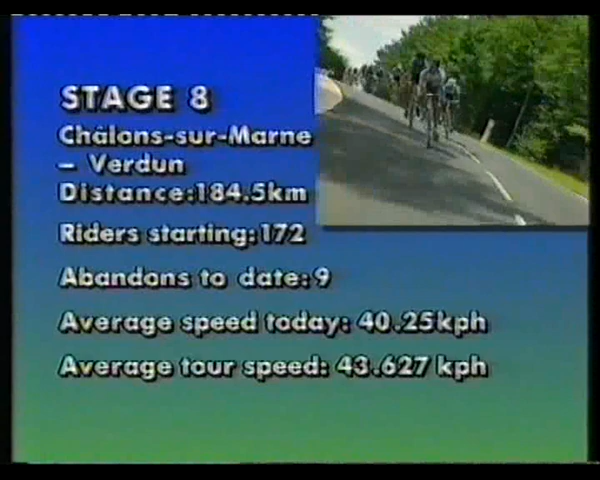 STAGE 8
Châlons-sur-Marne
– Verdun
Distance:184.5km
Riders starting:172
Abandons to date:9
Average speed today: 40.25kph
Average tour speed: 43.627 kph